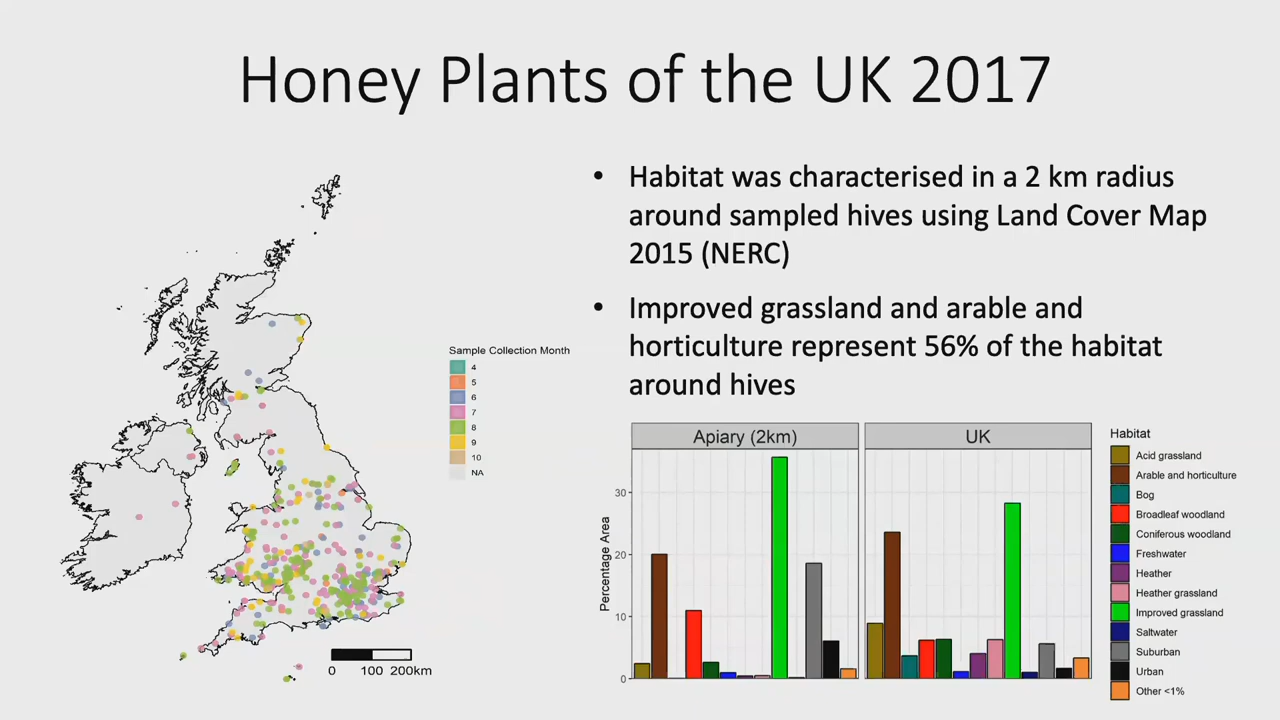 Honey Plants of the UK 2017
• Habitat was characterised in a 2 km radius
around sampled hives using Land Cover Map
2015 (NERC)
• Improved grassland and arable and
horticulture represent 56% of the habitat
around hives
Sample Collection Month
4
5
6
7
8
9
10
NA
0 100 200km
Apiary (2km)
UK
Percentage Area
30
20
10
0
Habitat
Acid grassland
Arable and horticulture
Bog
Broadleaf woodland
Coniferous woodland
Freshwater
Heather
Heather grassland
Improved grassland
Saltwater
Suburban
Urban
Other <1%